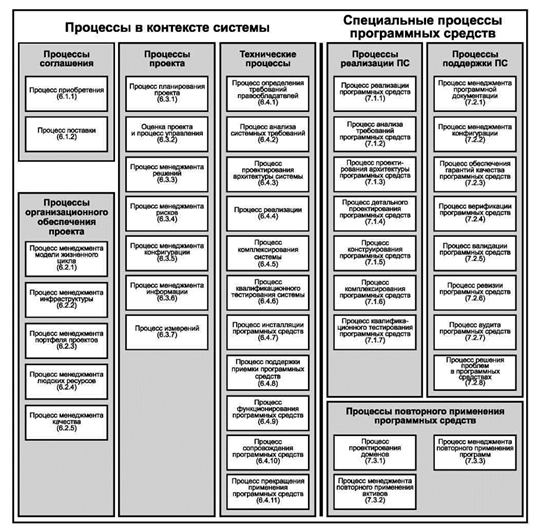 Процессы в контексте системы
Процессы
соглашения
Процесс приобретения
(6.1.1)
Процесс поставки
(6.1.2)
Процессы
организационного
обеспечения
проекта
Процесс менеджмента
модели жизненного
цикла
(6.2.1)
Процесс менеджмента
инфраструктуры
(6.2.2)
Процесс менеджмента
портфеля проектов
(6.2.3)
Процесс менеджмента
людских ресурсов
(6.2.4)
Процесс менеджмента
качества
(6.2.5)
Процессы
проекта
Процесс планирования
проекта
(6.3.1)
Оценка проекта
и процесс управления
(6.3.2)
Процесс менеджмента
решений
(6.3.3)
Процесс менеджмента
рисков
(6.3.4)
Процесс менеджмента
конфигурации
(6.3.5)
Процесс менеджмента
информации
(6.3.6)
Процесс измерений
(6.3.7)
Технические
процессы
Процесс определения
требований
правообладателей
(6.4.1)
Процесс анализа
системных требований
(6.4.2)
Процесс
проектирования
архитектуры системы
(6.4.3)
Процесс реализации
(6.4.4)
Процесс
комплексирования
системы
(6.4.5)
Процесс
квалификационного
тестирования системы
(6.4.6)
Процесс инсталляции
программных средств
(6.4.7)
Процесс поддержки
приемки программных
средств
(6.4.8)
Процесс
функционирования
программных средств
(6.4.9)
Процесс
сопровождения
программных средств
(6.4.10)
Процесс прекращения
применения
программных средств
(6.4.11)
Специальные процессы
программных средств
Процессы
реализации ПС
Процесс реализации
программных средств
(7.1.1)
Процесс анализа
требований
программных средств
(7.1.2)
Процесс проекти-
рования архитектуры
программных средств
(7.1.3)
Процесс детального
проектирования
программных средств
(7.1.4)
Процесс
конструирования
программных средств
(7.1.5)
Процесс
комплексирования
программных средств
(7.1.6)
Процесс квалифика-
ционного тестирования
программных средств
(7.1.7)
Процессы
поддержки ПС
Процесс менеджмента
программной
документации
(7.2.1)
Процесс менеджмента
конфигурации
(7.2.2)
Процесс обеспечения
гарантий качества
программных средств
(7.2.3)
Процесс верификации
программных средств
(7.2.4)
Процесс валидации
программных средств
(7.2.5)
Процесс ревизии
программных средств
(7.2.6)
Процесс аудита
программных средств
(7.2.7)
Процесс решения
проблем
в программных
средствах
(7.2.8)
Процессы повторного применения
программных средств
Процесс
проектирования
доменов
(7.3.1)
Процесс менеджмента
повторного применения
активов
(7.3.2)
Процесс менеджмента
повторного применения
программ
(7.3.3)